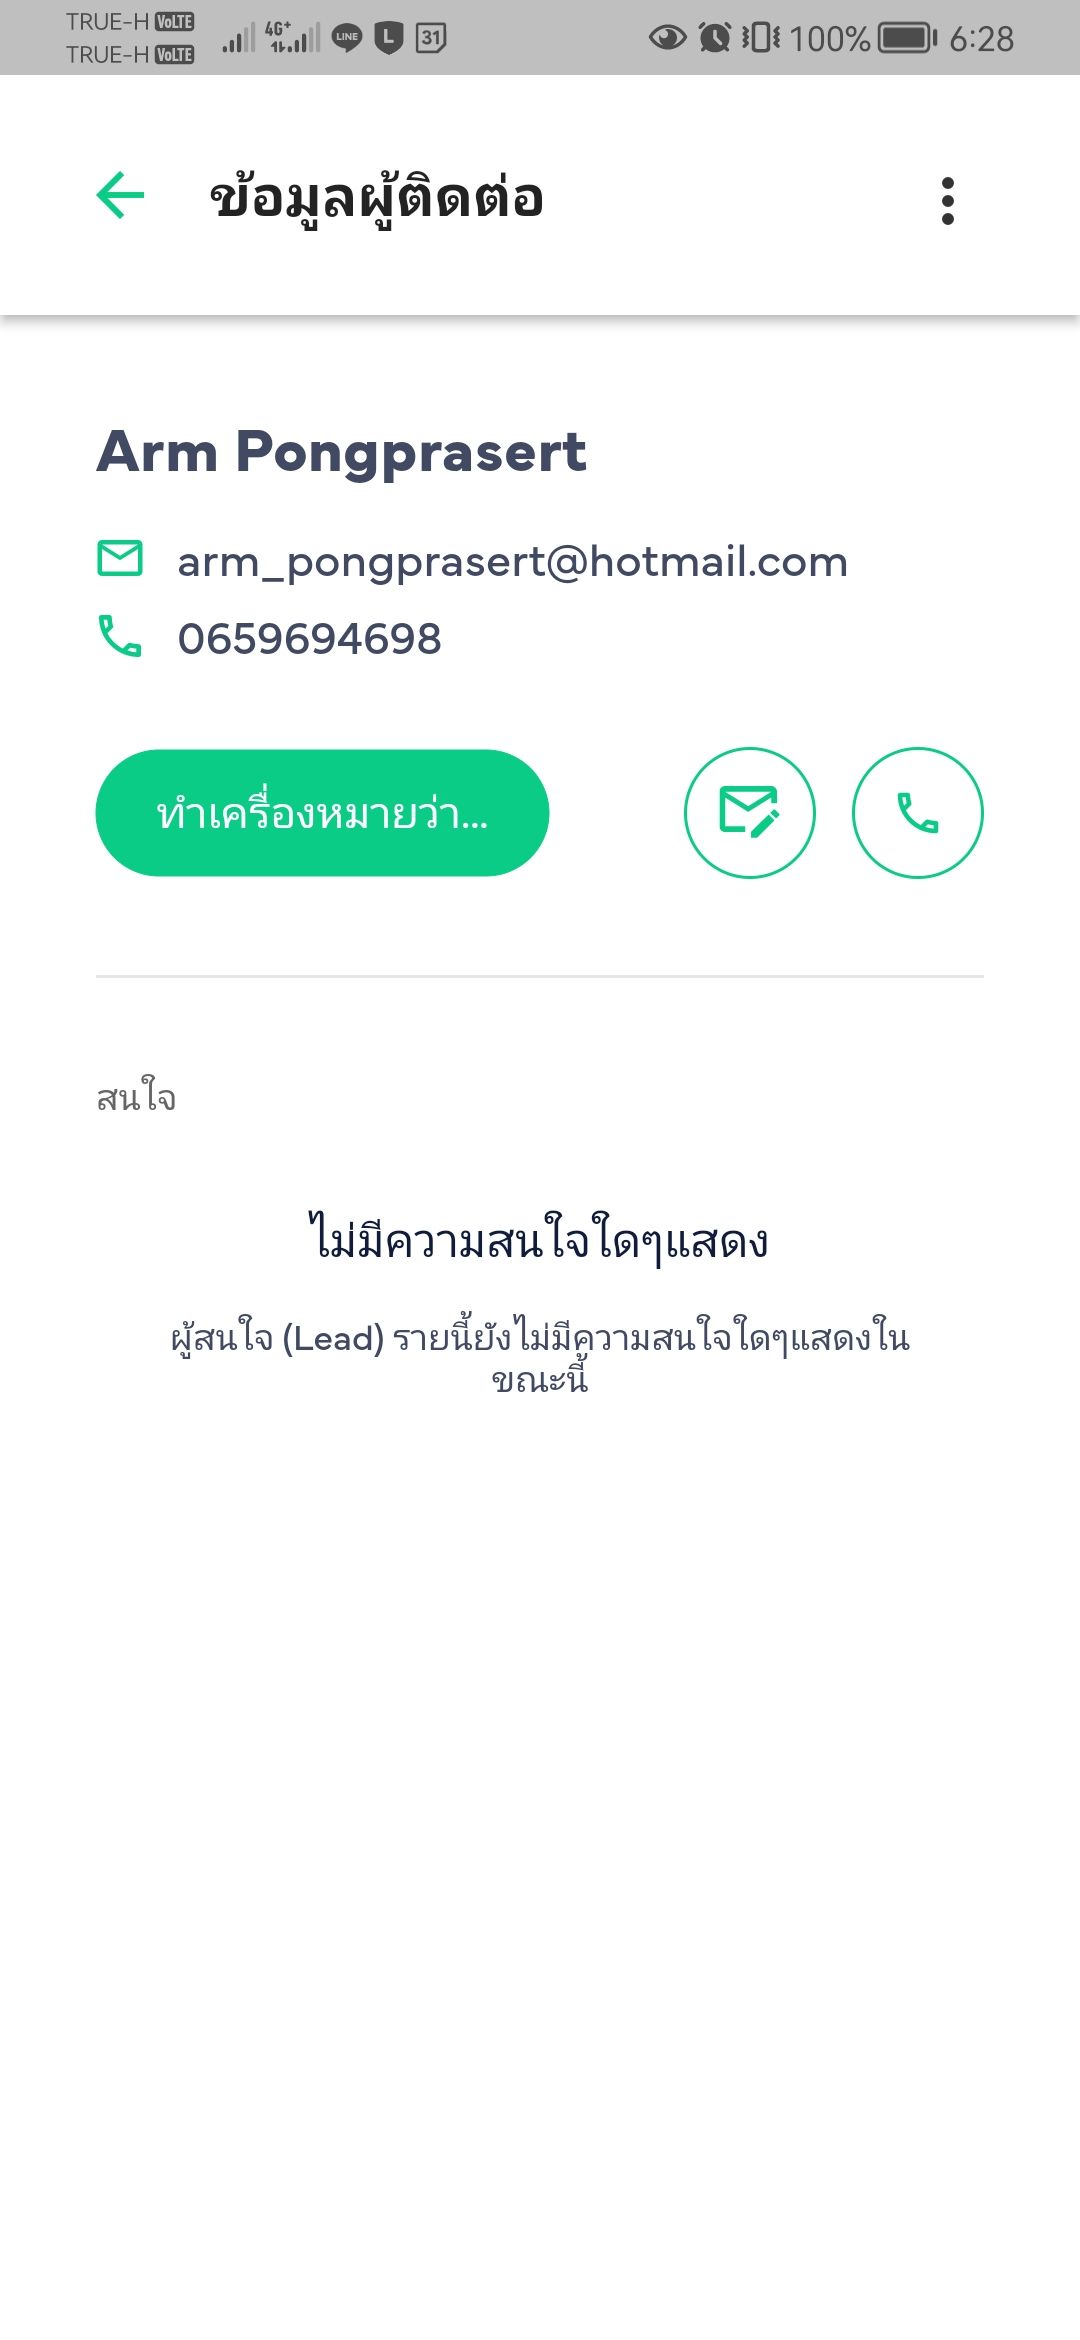 TRUE-H VoLTE
TRUE-H VoLTE
4G+
LINE
L
31
100%
6:28
ข้อมูลผู้ติดต่อ
Arm Pongprasert
arm_pongprasert@hotmail.com
0659694698
ทำเครื่องหมายว่า...
สนใจ
ไม่มีความสนใจใดๆแสดง
ผู้สนใจ (Lead) รายนี้ยังไม่มีความสนใจใดๆแสดงใน
ขณะนี้